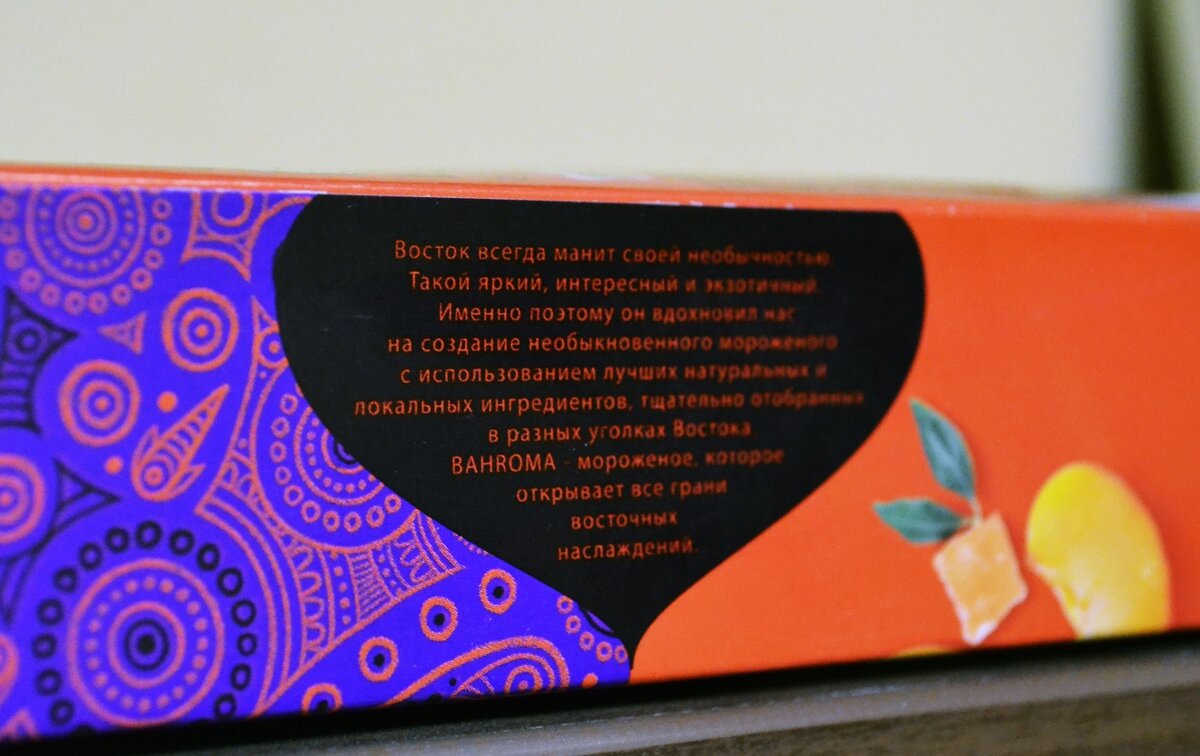 Восток всегда манит своей необычностью.
Такой яркий, интересный и экзотичный.
Именно поэтому он вдохновил нас
на создание необыкновенного мороженого
с использованием лучших натуральных и
локальных ингредиентов, тщательно отобранных
в разных уголках Востока
BAHROMA - мороженое, которое
открывает все грани
восточных
наслаждений.